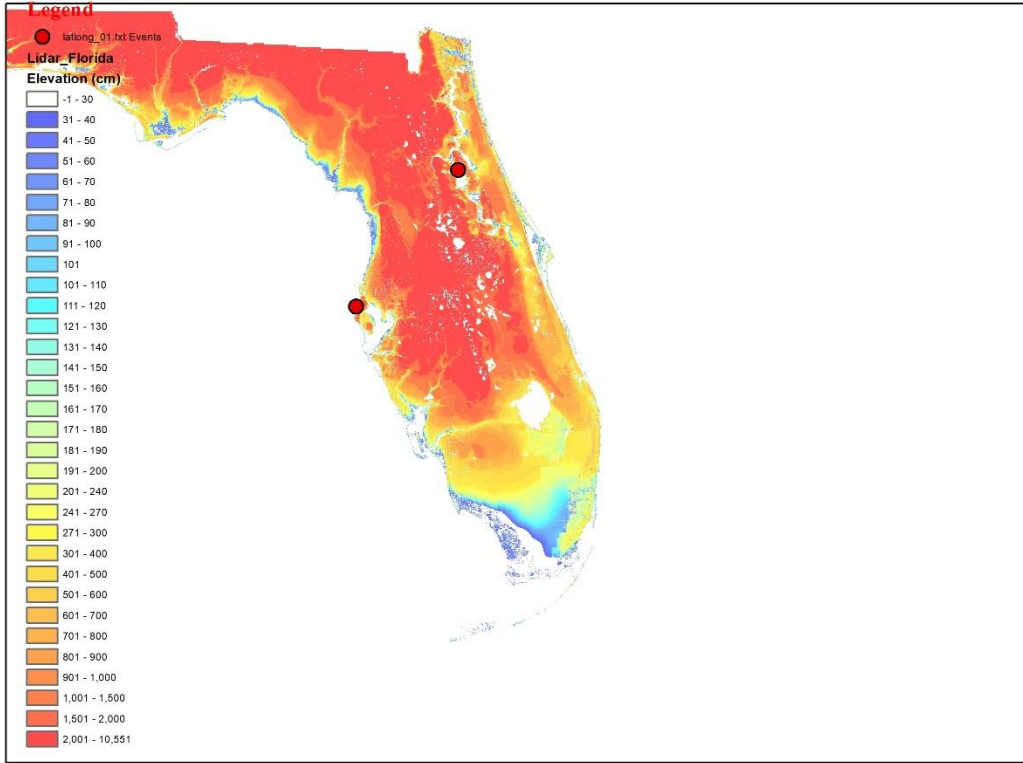 Legend
latlong_01.txt Events
Lidar_Florida
Elevation (cm)
-1 - 30
31 - 40
41 - 50
51 - 60
61 - 70
71 - 80
81 - 90
91 - 100
101
101 - 110
111 - 120
121 - 130
131 - 140
141 - 150
151 - 160
161 - 170
171 - 180
181 - 190
191 - 200
201 - 240
241 - 270
271 - 300
301 - 400
401 - 500
501 - 600
601 - 700
701 - 800
801 - 900
901 - 1,000
1,001 - 1,500
1,501 - 2,000
2,001 - 10,551